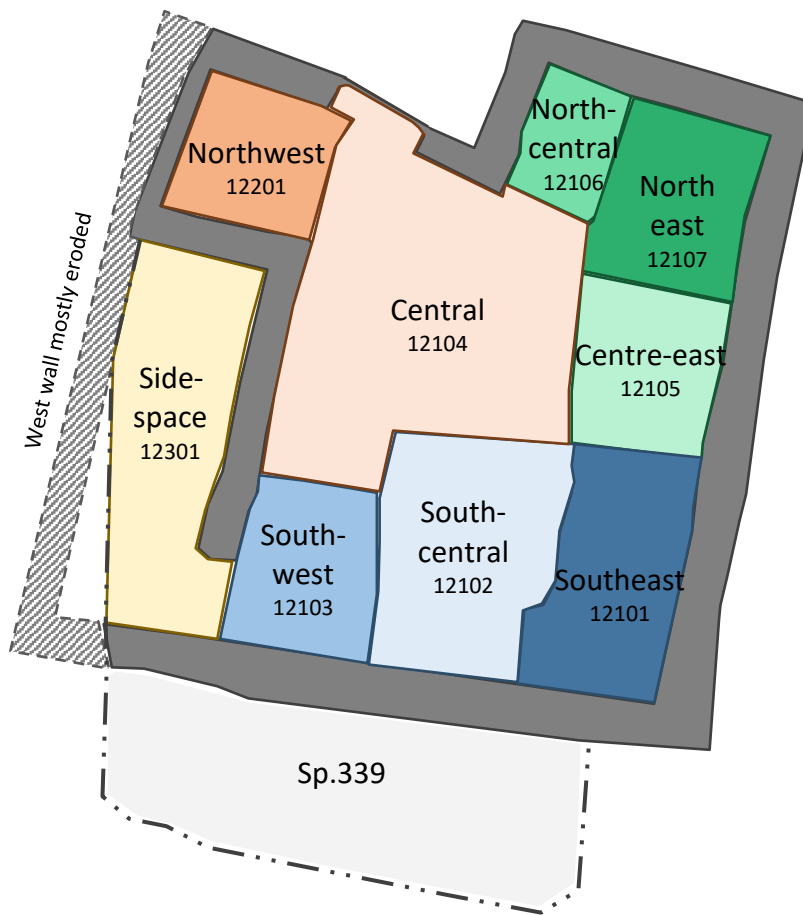 North-
central
12106
Northwest
12201
North
east
12107
West wall mostly eroded
Central
12104
Centre-east
12105
Side-
space
12301
South-
central
12102
South-
west
12103
Southeast
12101
Sp.339